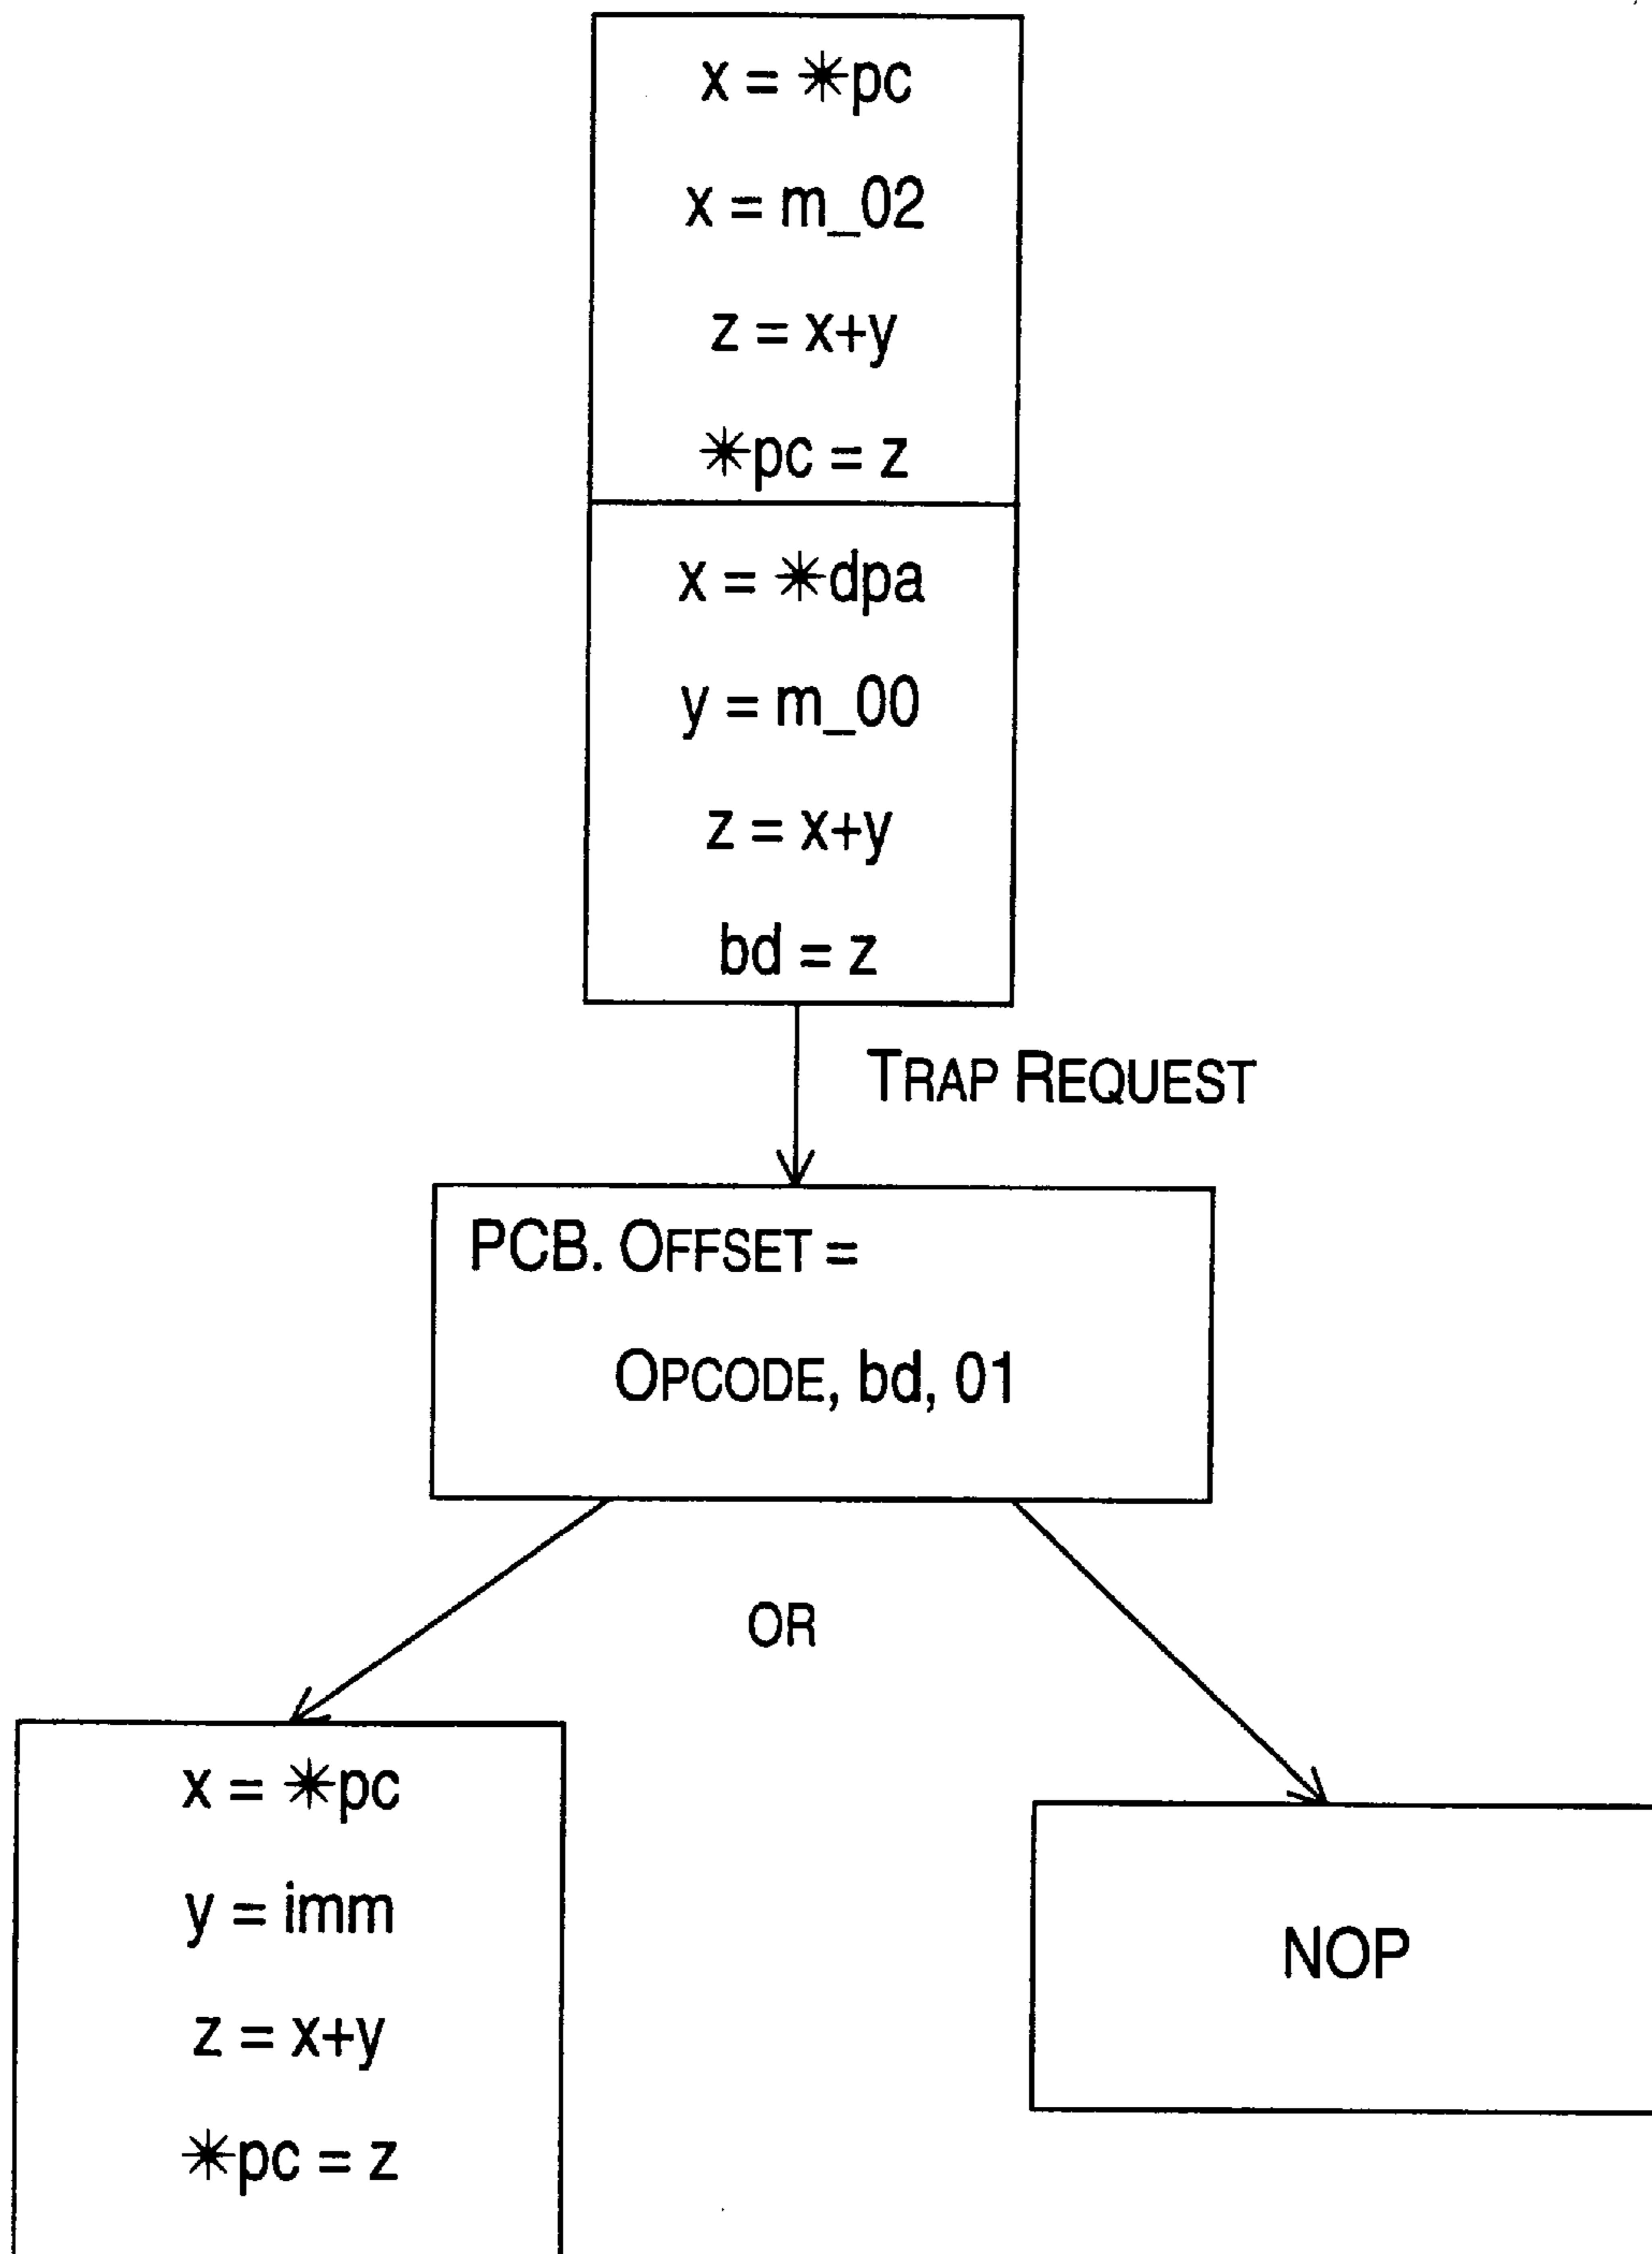 x = *pc
x = m_02
z = x+y
*pc = z
x = *dpa
y = m_00
z = x+y
bd = z
TRAP REQUEST
PCB. OFFSET =
OPCODE, bd, 01
OR
x = *pc
y = imm
z = x+y
*pc = z
NOP